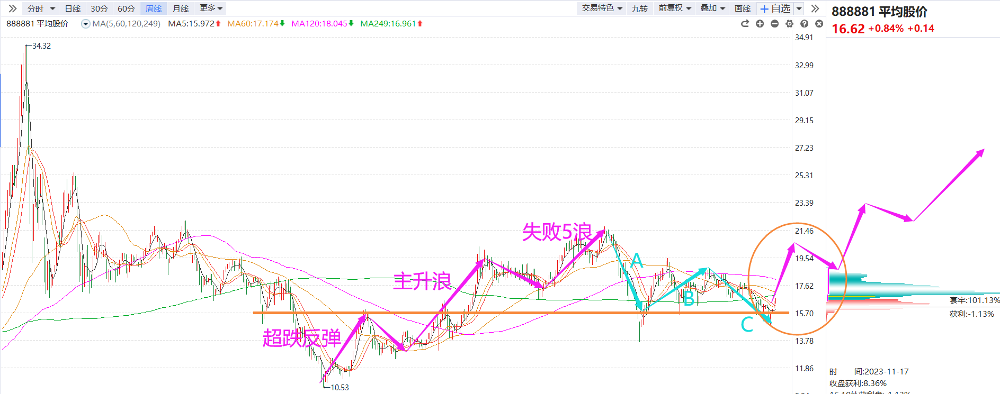 分时 日线 30分 60分 周线 月线 更多 交易特色 九转 前复权 叠加 画线 自选
888881 平均股价
16.62 +0.84% +0.14
888881 平均股价 MA(5,60,120,249) MA5:15.972 MA60:17.174 MA120:18.045 MA249:16.961
34.91
34.32
32.99
31.07
29.15
27.23
25.31
23.39
21.46
失败5浪
19.54
A
主升浪
17.62
B
套牢:101.13%
15.70
获利:-1.13%
C
超跌反弹
13.78
11.86
10.53
时 间:2023-11-17
收盘获利:8.36%